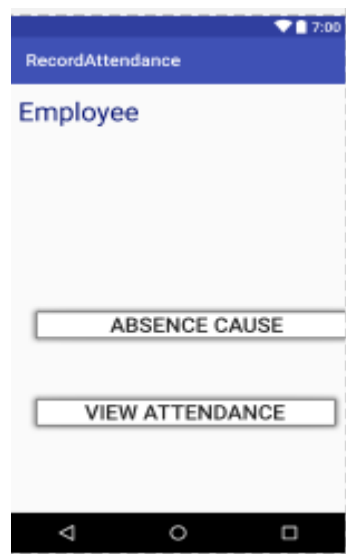 7:00
RecordAttendance
Employee
ABSENCE CAUSE
VIEW ATTENDANCE